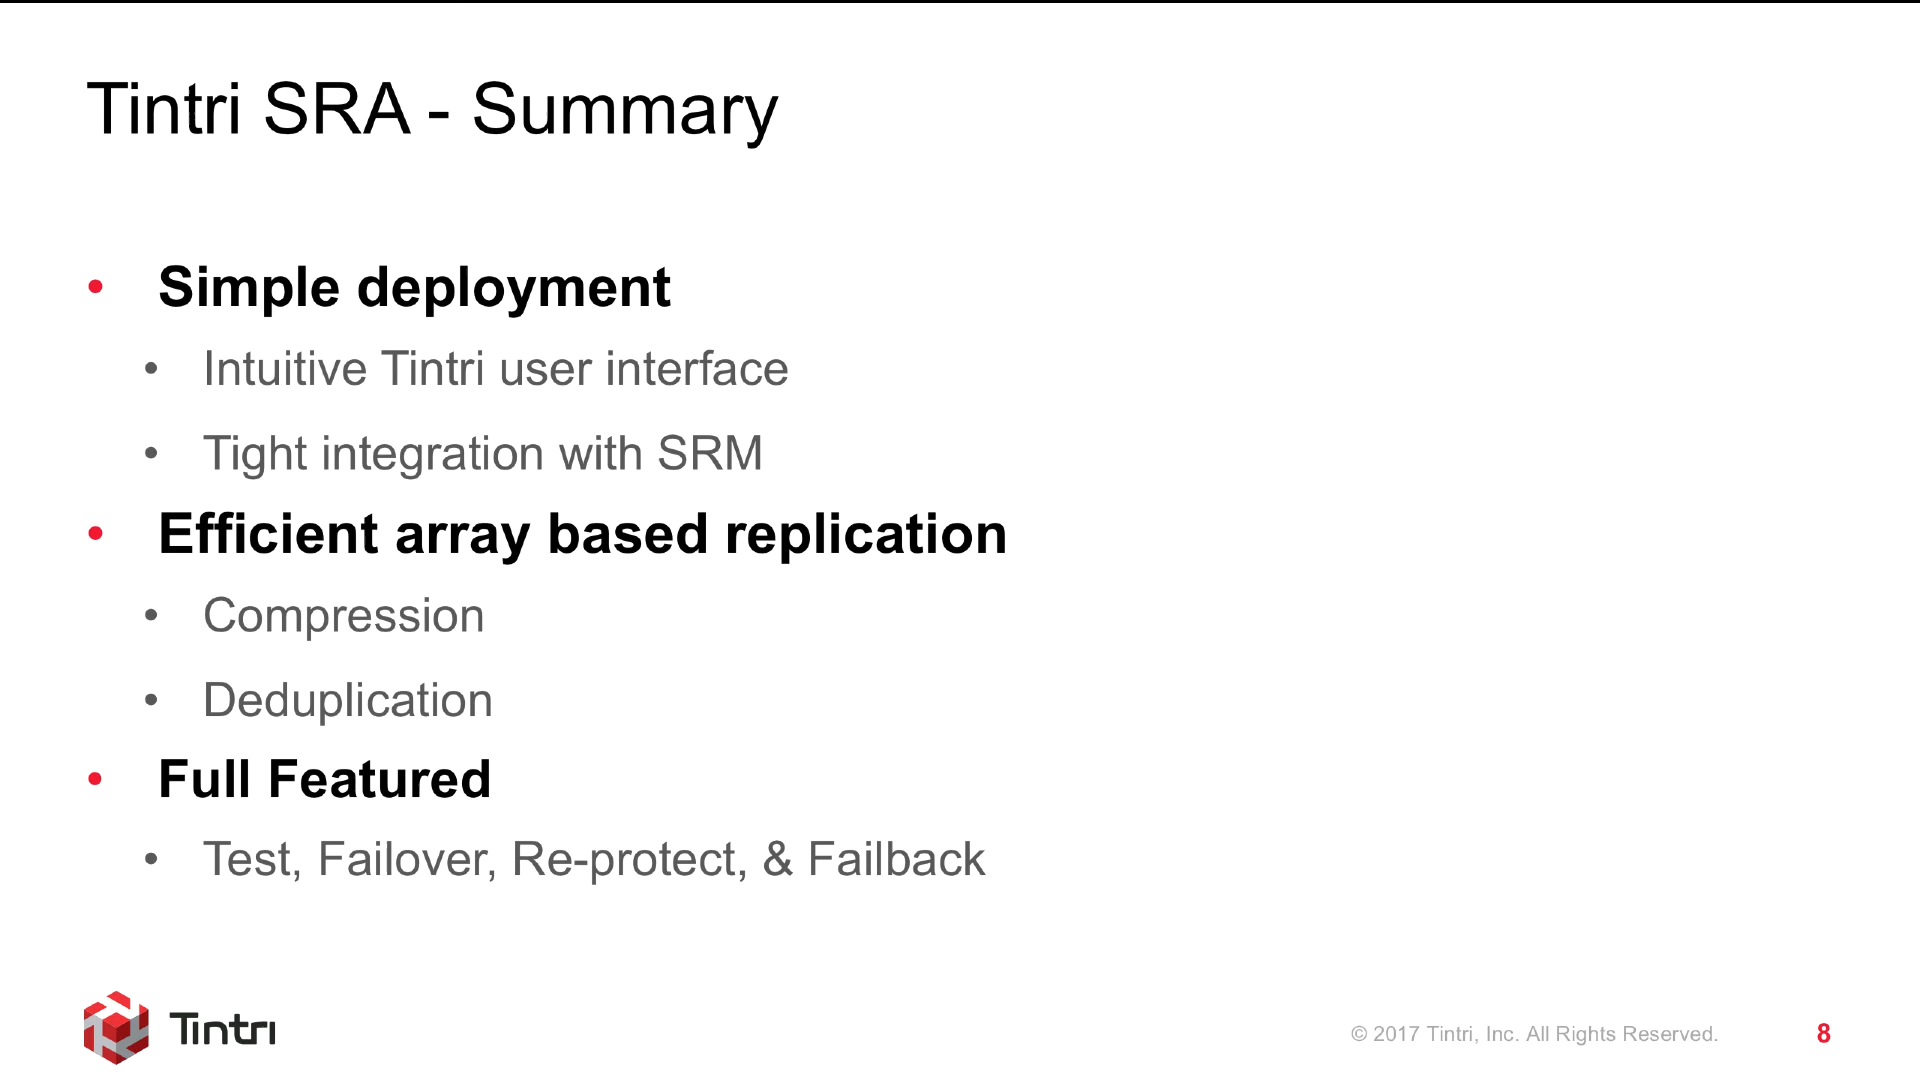 Tintri SRA - Summary
• Simple deployment
• Intuitive Tintri user interface
• Tight integration with SRM
• Efficient array based replication
• Compression
• Deduplication
• Full Featured
• Test, Failover, Re-protect, & Failback
Tintri
© 2017 Tintri, Inc. All Rights Reserved.
8